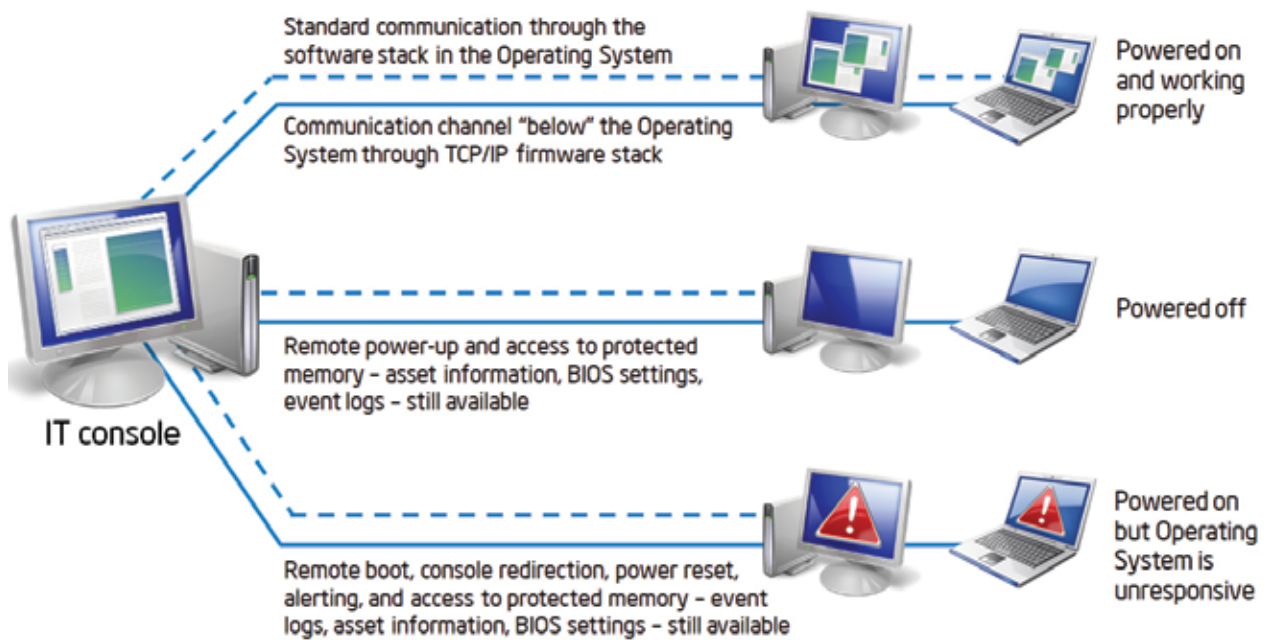 Standard communication through the
software stack in the Operating System
Powered on
and working
properly
Communication channel "below" the Operating
System through TCP/IP firmware stack
IT console
Remote power-up and access to protected
memory – asset information, BIOS settings,
event logs – still available
Powered off
Remote boot, console redirection, power reset,
alerting, and access to protected memory – event
logs, asset information, BIOS settings – still available
Powered on
but Operating
System is
unresponsive